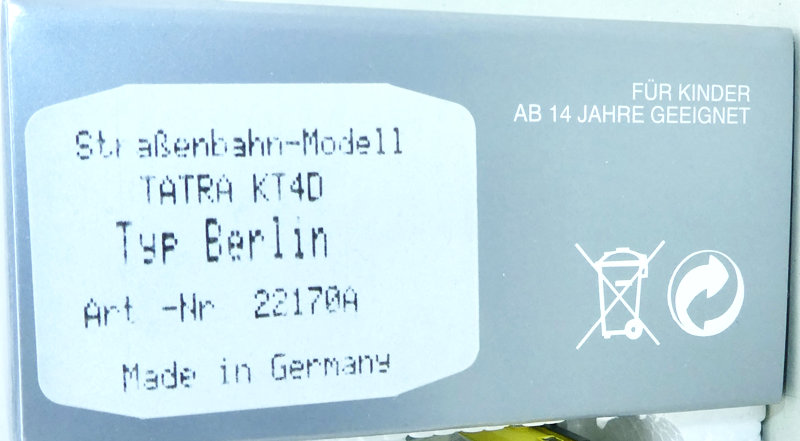 Straßenbahn-Modell
TATRA KT4D
Typ Berlin
Art.-Nr. 22170A
Made in Germany
FÜR KINDER
AB 14 JAHRE GEEIGNET